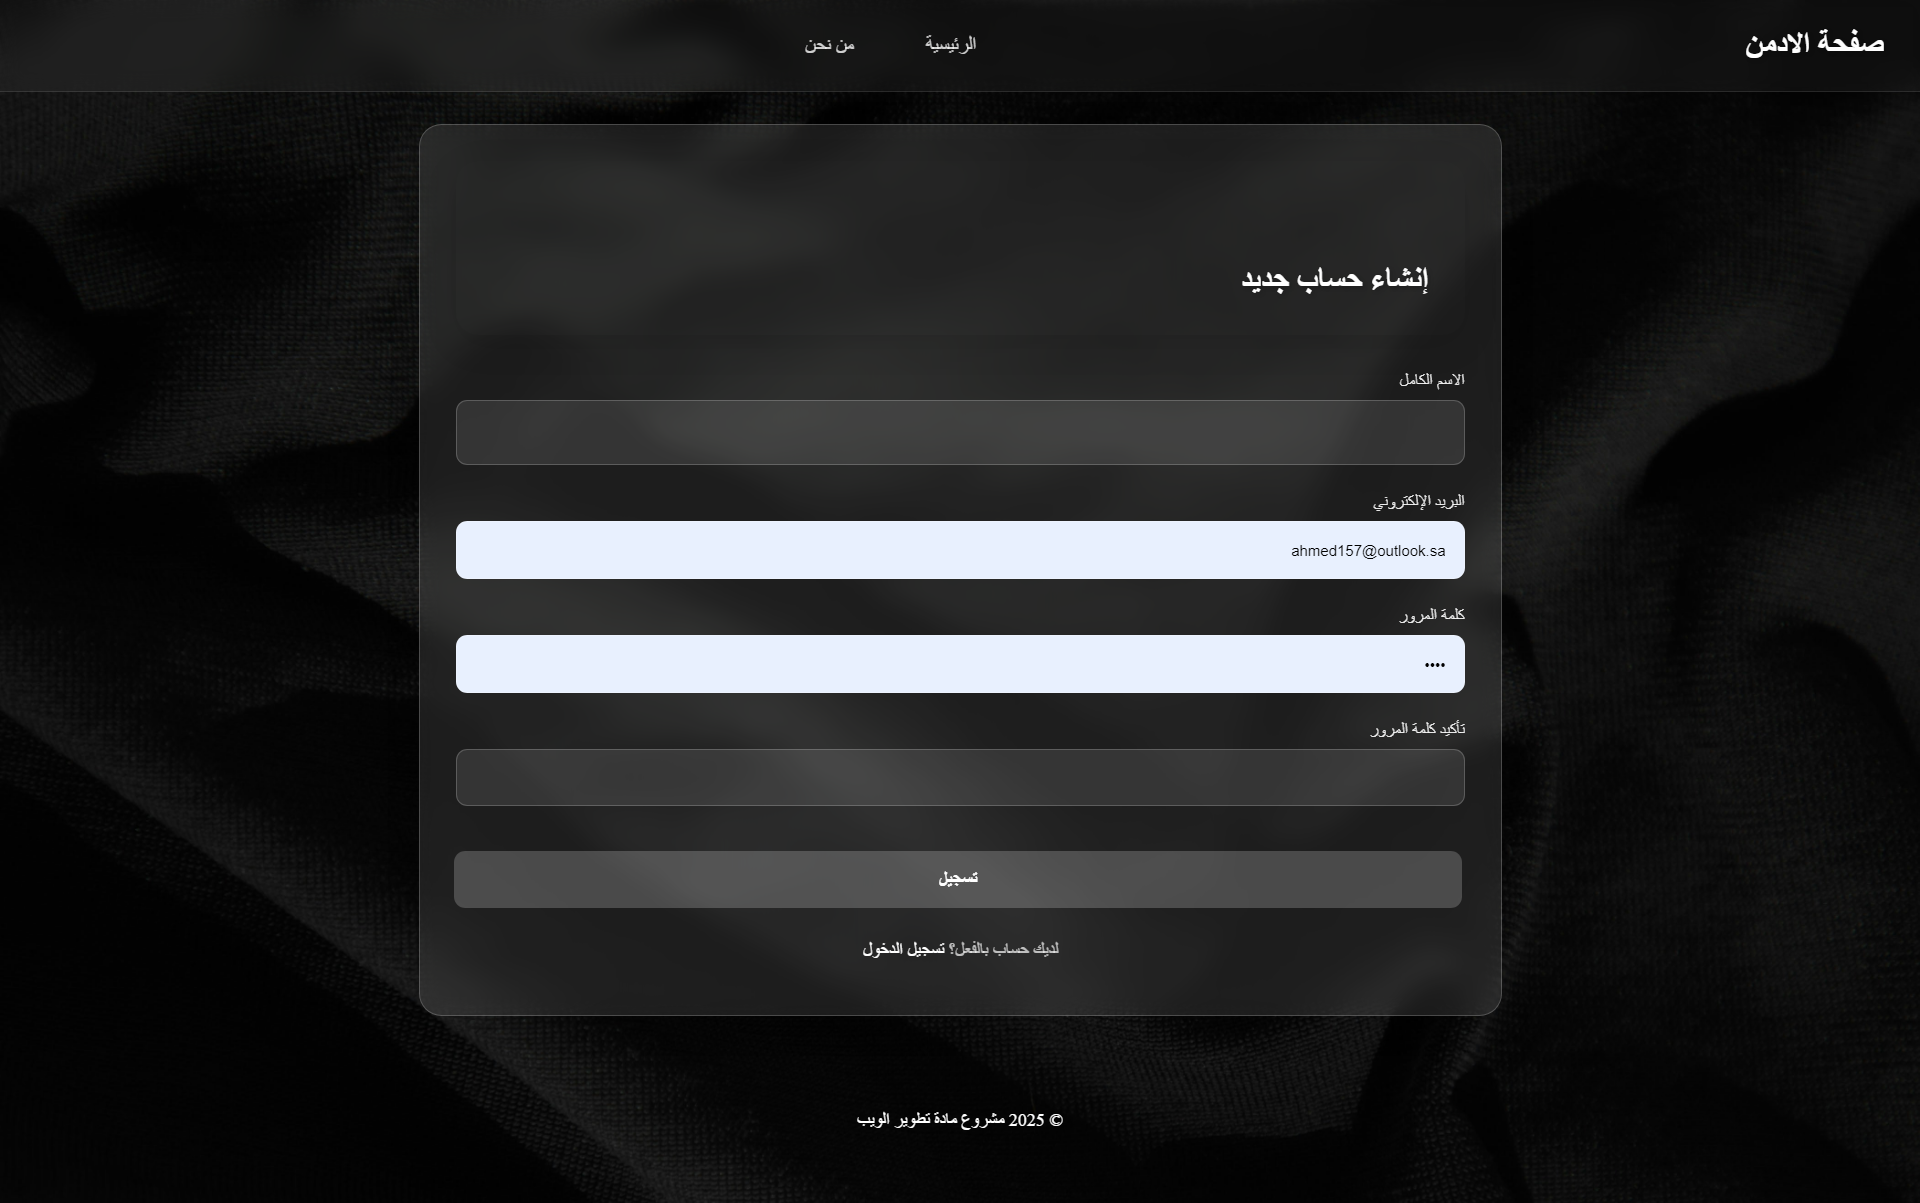 صفحة الادمن
الرئيسية
من نحن
إنشاء حساب جديد
الاسم الكامل
البريد الإلكتروني
ahmed157@outlook.sa
كلمة المرور
••••
تأكيد كلمة المرور
تسجيل
لديك حساب بالفعل؟ تسجيل الدخول
© 2025 مشروع مادة تطوير الويب